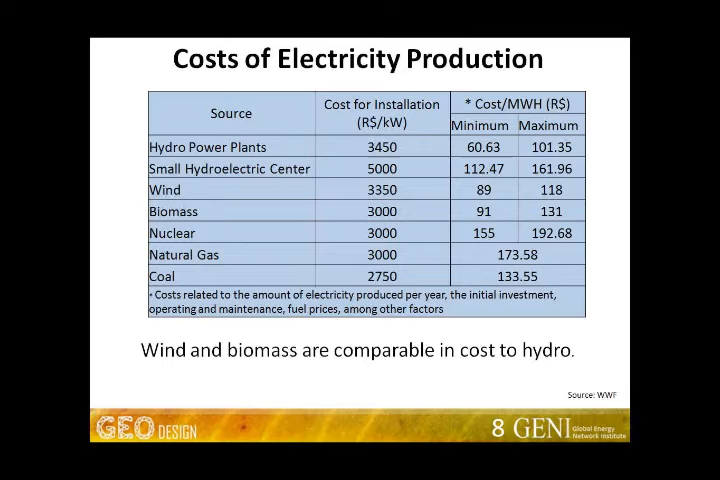 Costs of Electricity Production
Source
Cost for Installation
(R$/kW)
* Cost/MWH (R$)
Minimum Maximum
Hydro Power Plants 3450 60.63 101.35
Small Hydroelectric Center 5000 112.47 161.96
Wind 3350 89 118
Biomass 3000 91 131
Nuclear 3000 155 192.68
Natural Gas 3000 173.58
Coal 2750 133.55
* Costs related to the amount of electricity produced per year, the initial investment,
operating and maintenance, fuel prices, among other factors
Wind and biomass are comparable in cost to hydro.
Source: WWF
GEO DESIGN
8 GENI Global Energy
Network Institute